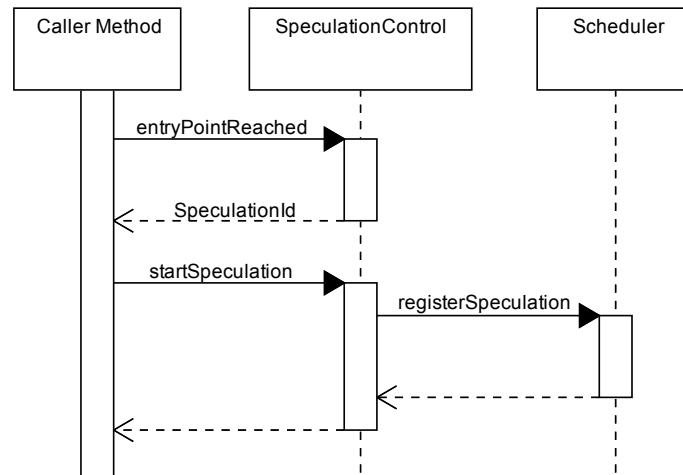 Caller Method
SpeculationControl
Scheduler
entryPointReached
SpeculationId
startSpeculation
registerSpeculation